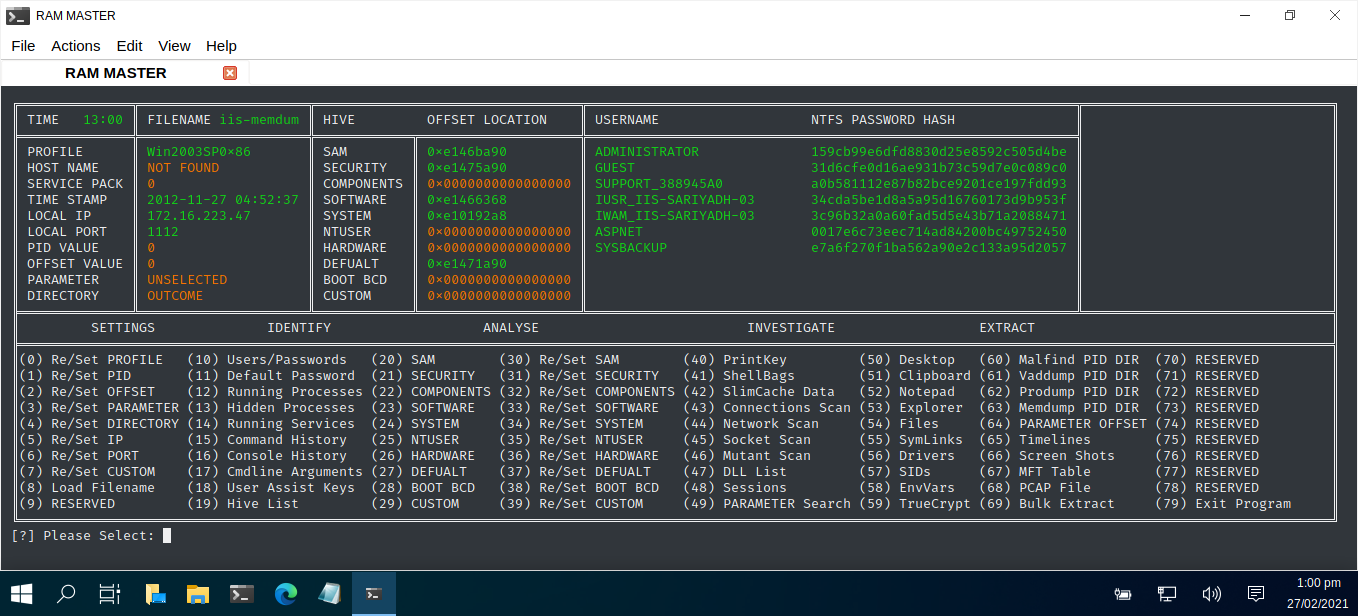 RAM MASTER
File Actions Edit View Help
RAM MASTER
TIME 13:00 FILENAME iis-memdum HIVE OFFSET LOCATION USERNAME NTFS PASSWORD HASH
PROFILE Win2003SP0×86 SAM 0×e146ba90 ADMINISTRATOR 159cb99e6dfd8830d25e8592c505d4be
HOST NAME NOT FOUND SECURITY 0×e1475a90 GUEST 31d6cfe0d16ae931b73c59d7e0c089c0
SERVICE PACK 0 COMPONENTS 0×0000000000000000 SUPPORT_388945A0 a0b581112e87b82bce9201ce197fdd93
TIME STAMP 2012-11-27 04:52:37 SOFTWARE 0×e1466368 IUSR_IIS-SARIYADH-03 34cda5be1d8a5a95d16760173d9b953f
LOCAL IP 172.16.223.47 SYSTEM 0×e10192a8 IWAM_IIS-SARIYADH-03 3c96b32a0a60fad5d5e43b71a2088471
LOCAL PORT 1112 NTUSER 0×0000000000000000 ASPNET 0017e6c73eec714ad84200bc49752450
PID VALUE 0 HARDWARE 0×0000000000000000 SYSBACKUP e7a6f270f1ba562a90e2c133a95d2057
OFFSET VALUE 0 DEFUALT 0×e1471a90
PARAMETER UNSELECTED BOOT BCD 0×0000000000000000
DIRECTORY OUTCOME CUSTOM 0×0000000000000000
SETTINGS IDENTIFY ANALYSE INVESTIGATE EXTRACT
(0) Re/Set PROFILE (10) Users/Passwords (20) SAM (30) Re/Set SAM (40) PrintKey (50) Desktop (60) Malfind PID DIR (70) RESERVED
(1) Re/Set PID (11) Default Password (21) SECURITY (31) Re/Set SECURITY (41) ShellBags (51) Clipboard (61) Vaddump PID DIR (71) RESERVED
(2) Re/Set OFFSET (12) Running Processes (22) COMPONENTS (32) Re/Set COMPONENTS (42) SlimCache Data (52) Notepad (62) Prodump PID DIR (72) RESERVED
(3) Re/Set PARAMETER (13) Hidden Processes (23) SOFTWARE (33) Re/Set SOFTWARE (43) Connections Scan (53) Explorer (63) Memdump PID DIR (73) RESERVED
(4) Re/Set DIRECTORY (14) Running Services (24) SYSTEM (34) Re/Set SYSTEM (44) Network Scan (54) Files (64) PARAMETER OFFSET (74) RESERVED
(5) Re/Set IP (15) Command History (25) NTUSER (35) Re/Set NTUSER (45) Socket Scan (55) SymLinks (65) Timelines (75) RESERVED
(6) Re/Set PORT (16) Console History (26) HARDWARE (36) Re/Set HARDWARE (46) Mutant Scan (56) Drivers (66) Screen Shots (76) RESERVED
(7) Re/Set CUSTOM (17) Cmdline Arguments (27) DEFUALT (37) Re/Set DEFUALT (47) DLL List (57) SIDs (67) MFT Table (77) RESERVED
(8) Load Filename (18) User Assist Keys (28) BOOT BCD (38) Re/Set BOOT BCD (48) Sessions (58) EnvVars (68) PCAP File (78) RESERVED
(9) RESERVED (19) Hive List (29) CUSTOM (39) Re/Set CUSTOM (49) PARAMETER Search (59) TrueCrypt (69) Bulk Extract (79) Exit Program
[?] Please Select:
1:00 pm
27/02/2021